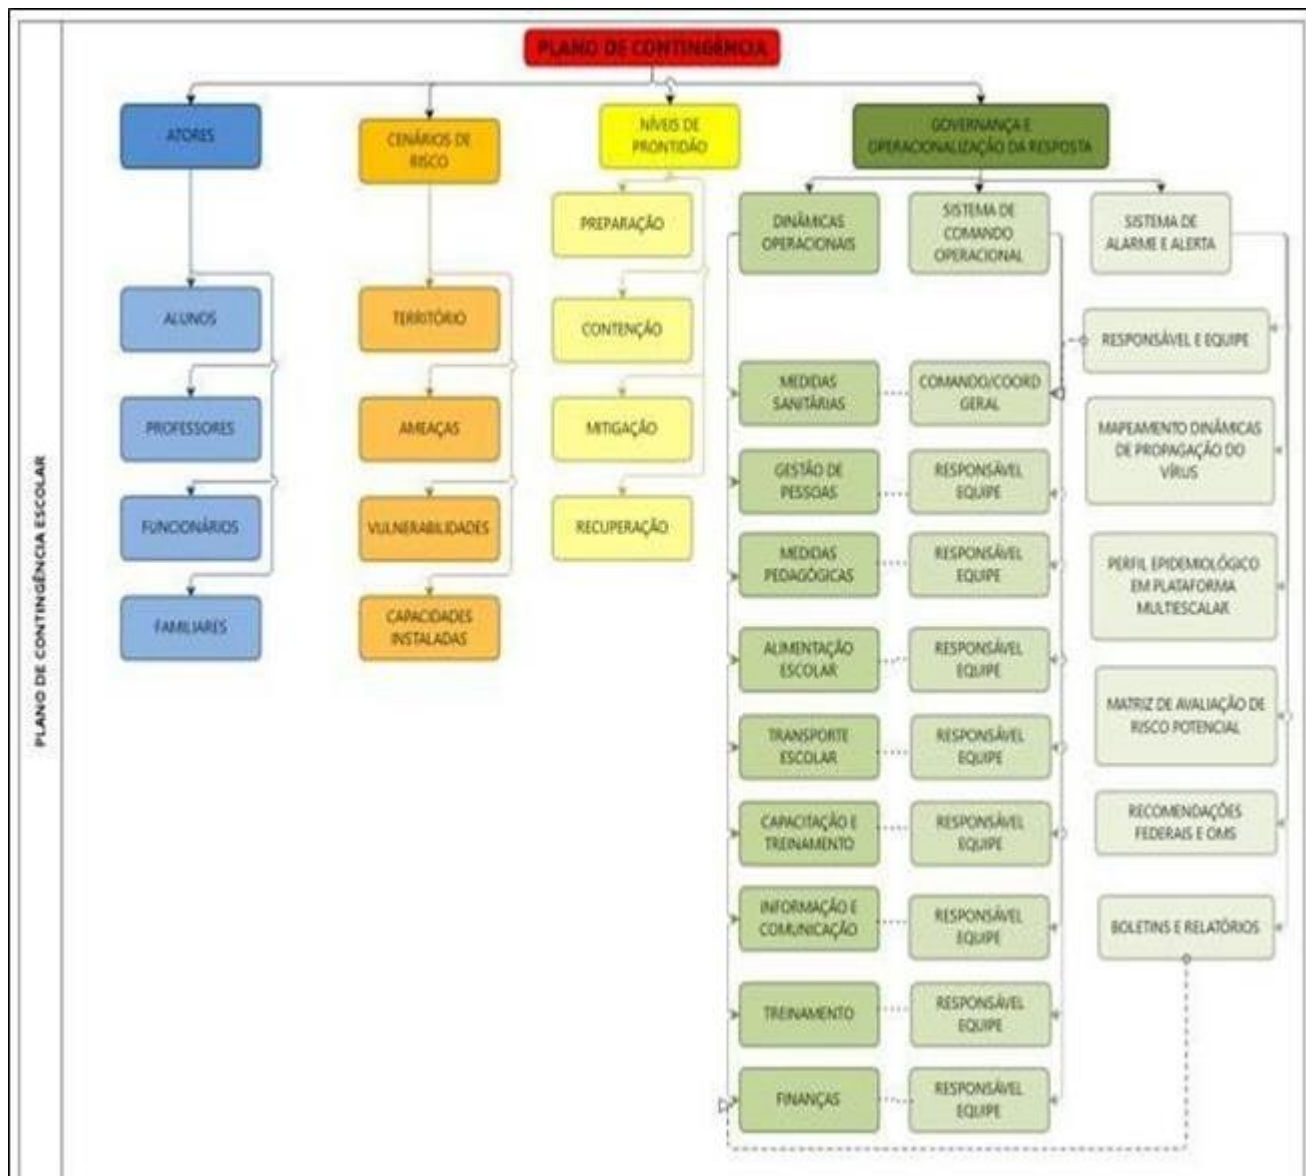 PLANO DE CONTINGÊNCIA ESCOLAR
PLANO DE CONTINGÊNCIA
ATORES
ALUNOS
PROFESSORES
FUNCIONÁRIOS
FAMILIARES
CENÁRIOS DE
RISCO
TERRITÓRIO
AMEAÇAS
VULNERABILIDADES
CAPACIDADES
INSTALADAS
NÍVEIS DE
PRONTIDÃO
PREPARAÇÃO
CONTENÇÃO
MITIGAÇÃO
RECUPERAÇÃO
GOVERNANÇA E
OPERACIONALIZAÇÃO DA RESPOSTA
DINÂMICAS
OPERACIONAIS
MEDIDAS
SANITÁRIAS
GESTÃO DE
PESSOAS
MEDIDAS
PEDAGÓGICAS
ALIMENTAÇÃO
ESCOLAR
TRANSPORTE
ESCOLAR
CAPACITAÇÃO E
TREINAMENTO
INFORMAÇÃO E
COMUNICAÇÃO
TREINAMENTO
FINANÇAS
SISTEMA DE
COMANDO
OPERACIONAL
COMANDO/COORD
GERAL
RESPONSÁVEL
EQUIPE
RESPONSÁVEL
EQUIPE
RESPONSÁVEL
EQUIPE
RESPONSÁVEL
EQUIPE
RESPONSÁVEL
EQUIPE
RESPONSÁVEL
EQUIPE
RESPONSÁVEL
EQUIPE
RESPONSÁVEL
EQUIPE
SISTEMA DE
ALARME E ALERTA
RESPONSÁVEL E EQUIPE
MAPEAMENTO DINÂMICAS
DE PROPAGAÇÃO DO
VÍRUS
PERFIL EPIDEMIOLÓGICO
EM PLATAFORMA
MULTIESCALAR
MATRIZ DE AVALIAÇÃO DE
RISCO POTENCIAL
RECOMENDAÇÕES
FEDERAIS E OMS
BOLETINS E RELATÓRIOS